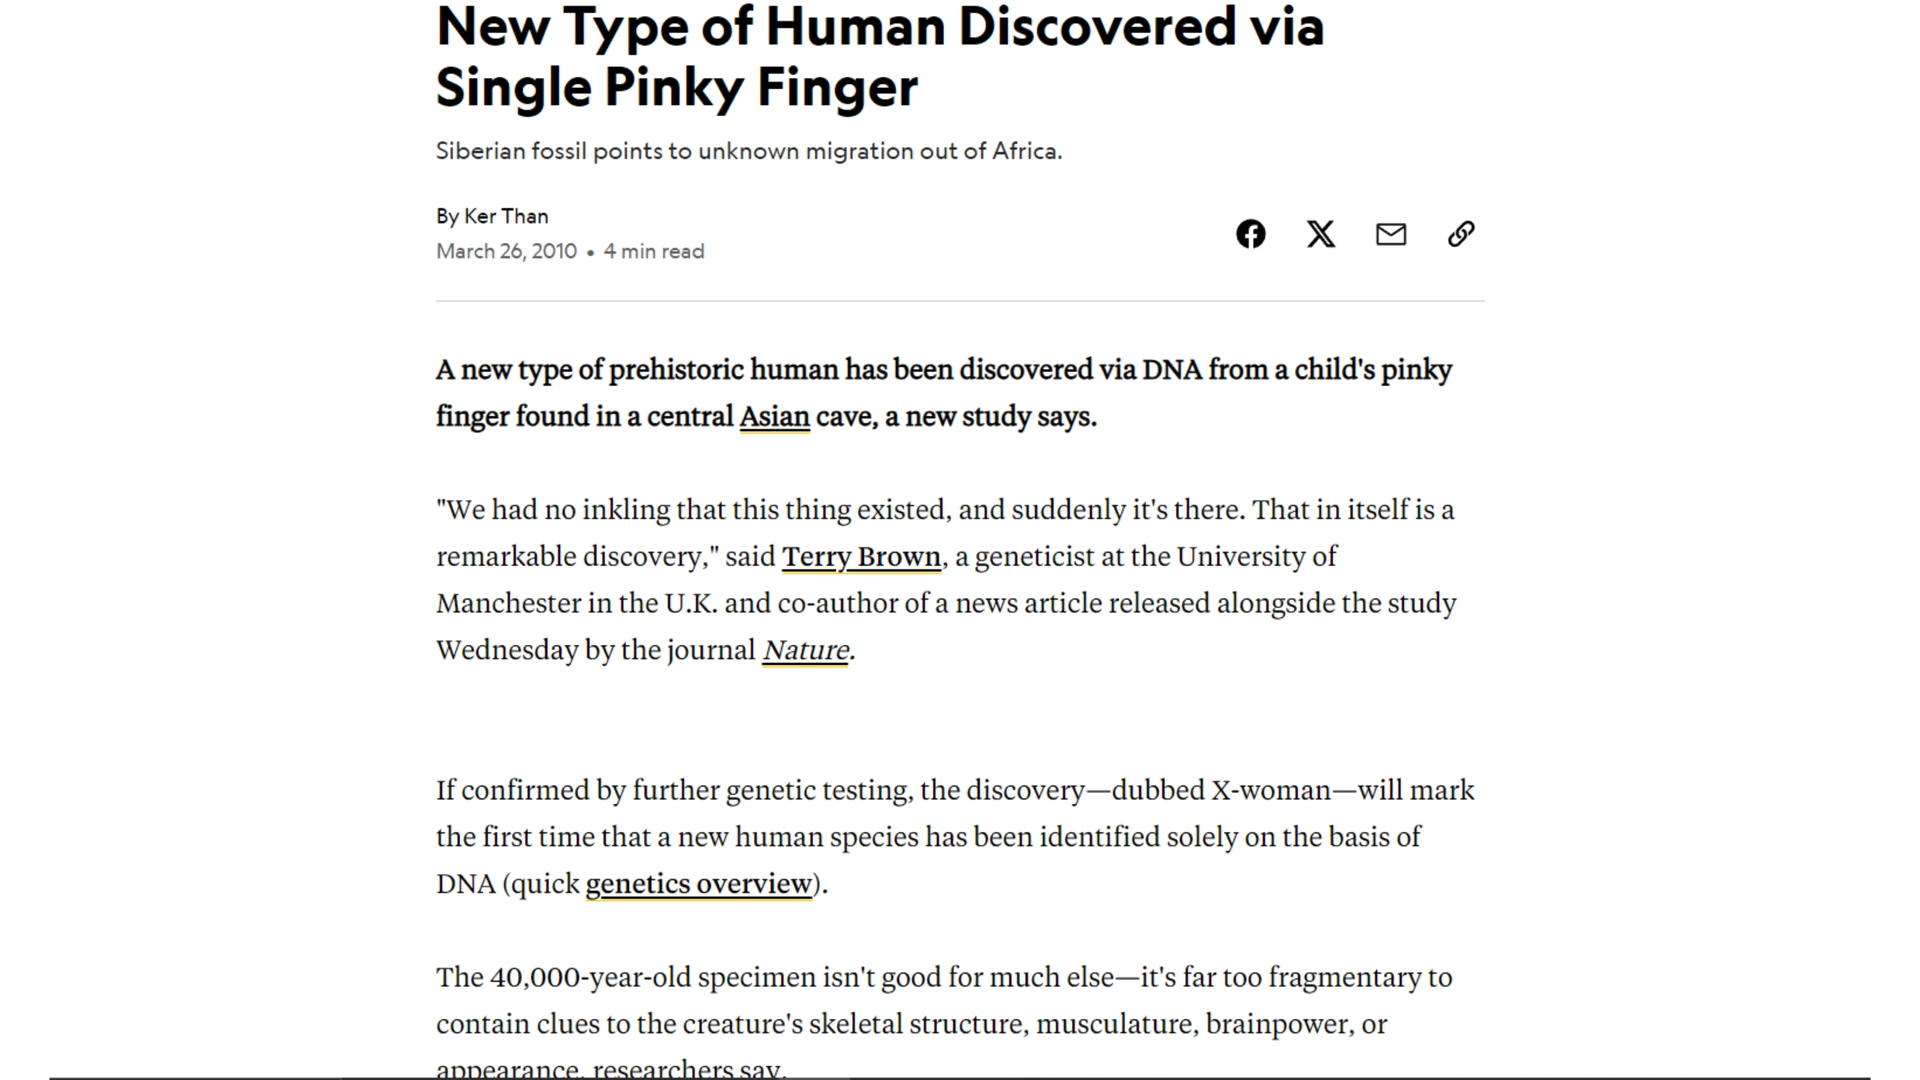 New Type of Human Discovered via
Single Pinky Finger
Siberian fossil points to unknown migration out of Africa.
By Ker Than
March 26, 2010 • 4 min read
A new type of prehistoric human has been discovered via DNA from a child's pinky
finger found in a central Asian cave, a new study says.
"We had no inkling that this thing existed, and suddenly it's there. That in itself is a
remarkable discovery," said Terry Brown, a geneticist at the University of
Manchester in the U.K. and co-author of a news article released alongside the study
Wednesday by the journal Nature.
If confirmed by further genetic testing, the discovery—dubbed X-woman—will mark
the first time that a new human species has been identified solely on the basis of
DNA (quick genetics overview).
The 40,000-year-old specimen isn't good for much else—it's far too fragmentary to
contain clues to the creature's skeletal structure, musculature, brainpower, or
appearance, researchers say.